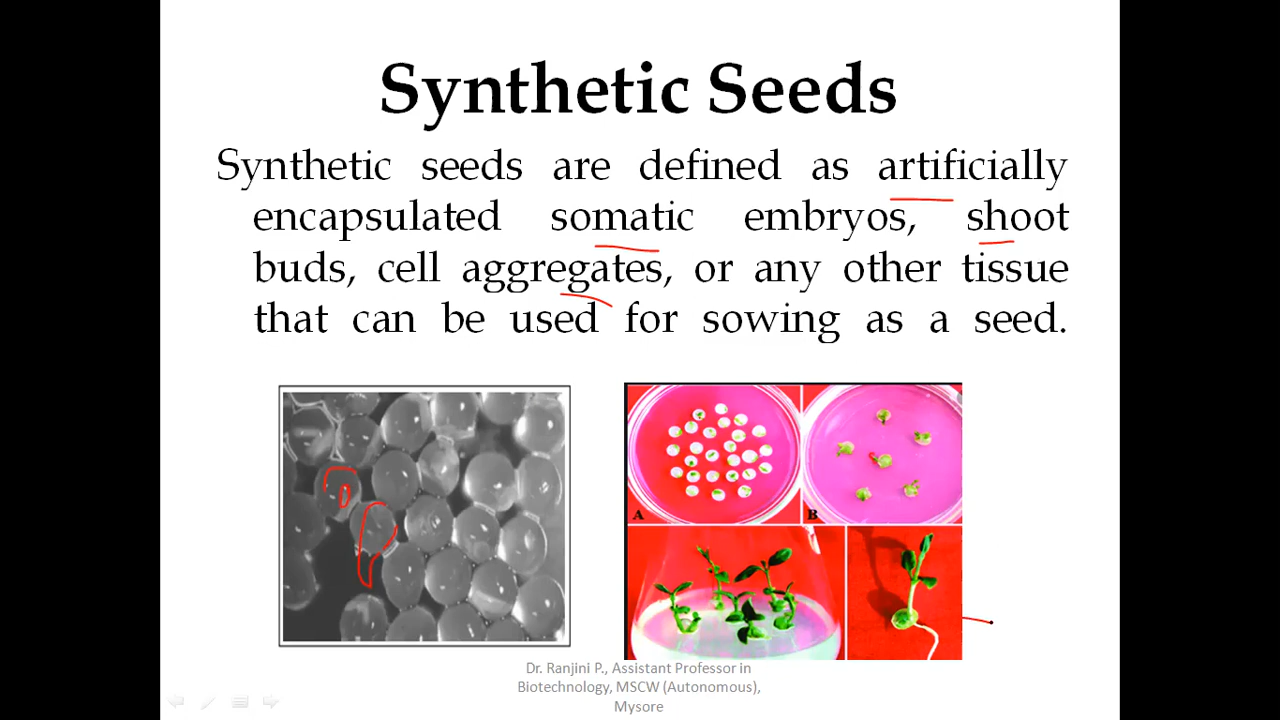 Synthetic Seeds
Synthetic seeds are defined as artificially
encapsulated somatic embryos, shoot
buds, cell aggregates, or any other tissue
that can be used for sowing as a seed.
A
B
Dr. Ranjini P., Assistant Professor in
Biotechnology, MSCW (Autonomous),
Mysore